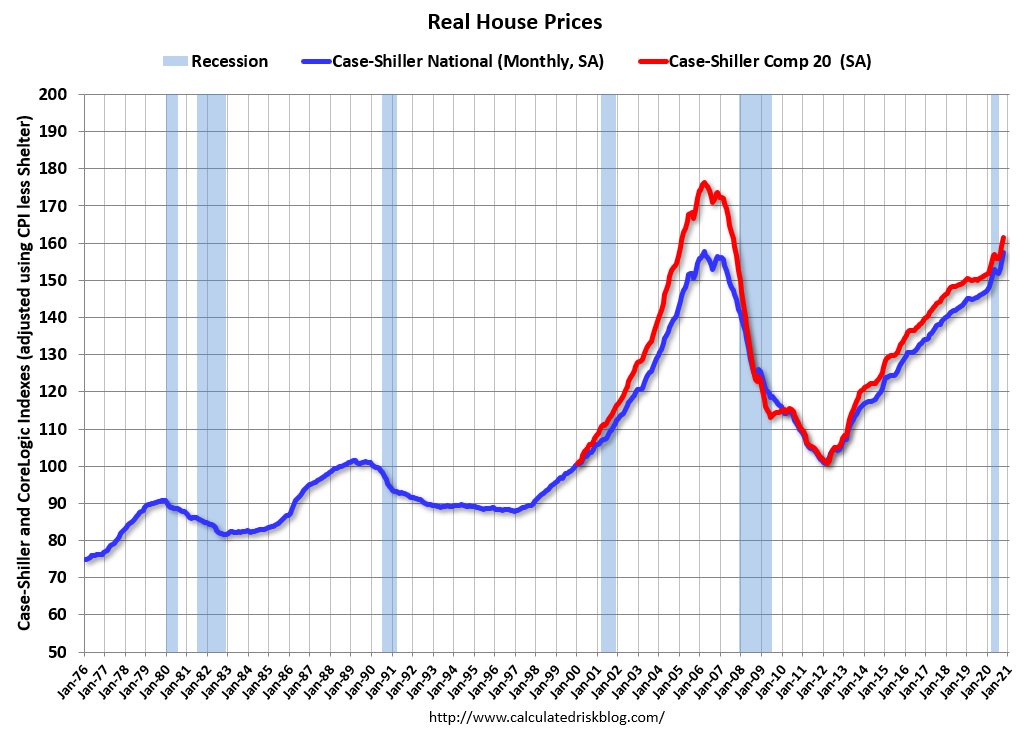 Real House Prices
Recession
Case-Shiller National (Monthly, SA)
Case-Shiller Comp 20 (SA)
Case-Shiller and CoreLogic Indexes (adjusted using CPI less Shelter)
200
190
180
170
160
150
140
130
120
110
100
90
80
70
60
50
Jan-76
Jan-77
Jan-78
Jan-79
Jan-80
Jan-81
Jan-82
Jan-83
Jan-84
Jan-85
Jan-86
Jan-87
Jan-88
Jan-89
Jan-90
Jan-91
Jan-92
Jan-93
Jan-94
Jan-95
Jan-96
Jan-97
Jan-98
Jan-99
Jan-00
Jan-01
Jan-02
Jan-03
Jan-04
Jan-05
Jan-06
Jan-07
Jan-08
Jan-09
Jan-10
Jan-11
Jan-12
Jan-13
Jan-14
Jan-15
Jan-16
Jan-17
Jan-18
Jan-19
Jan-20
Jan-21
http://www.calculatedriskblog.com/